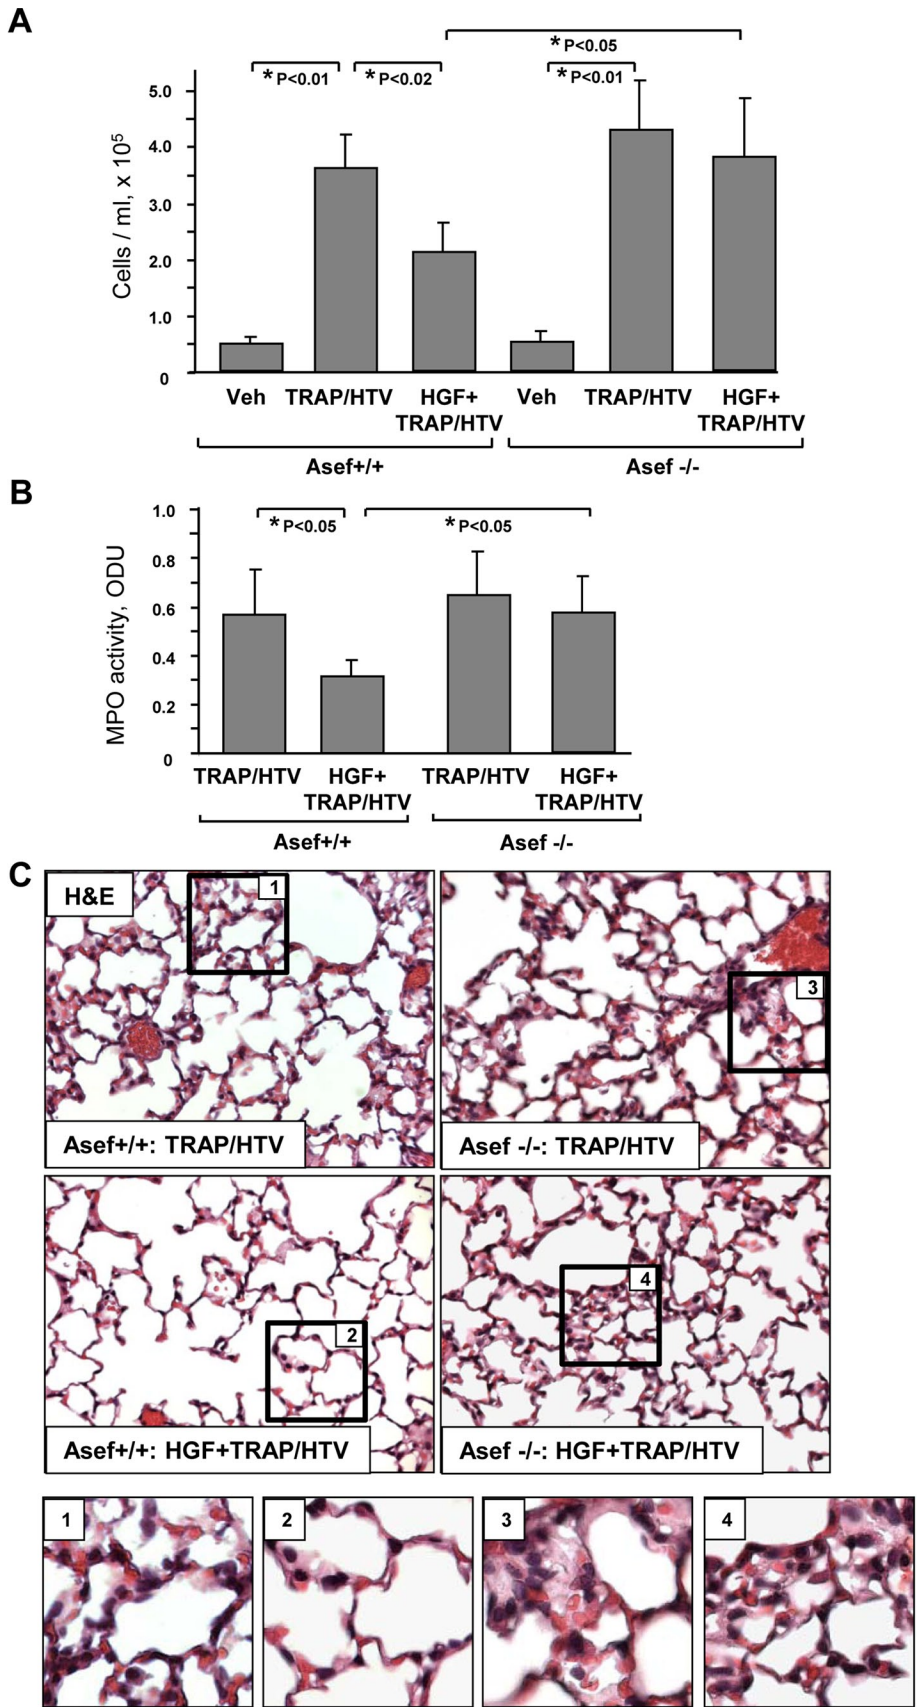 A
* P<0.05
* P<0.01
* P<0.02
* P<0.01
Cells / ml, x 10⁵
5.0
4.0
3.0
2.0
1.0
0
Veh TRAP/HTV HGF+ Veh TRAP/HTV HGF+
TRAP/HTV TRAP/HTV
Asef+/+ Asef -/-
B
* P<0.05
* P<0.05
MPO activity, ODU
1.0
0.8
0.6
0.4
0.2
0
TRAP/HTV HGF+ TRAP/HTV HGF+
TRAP/HTV TRAP/HTV
Asef+/+ Asef -/-
C
H&E
1
3
Asef+/+: TRAP/HTV
Asef -/-: TRAP/HTV
2
4
Asef+/+: HGF+TRAP/HTV
Asef -/-: HGF+TRAP/HTV
1
2
3
4